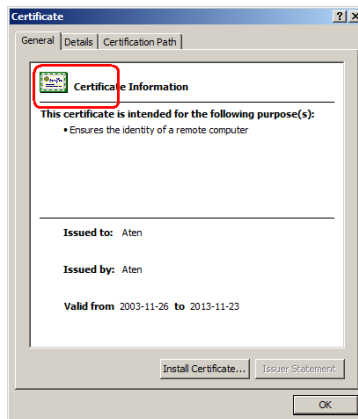 Certificate
General Details Certification Path
Certificate Information
This certificate is intended for the following purpose(s):
• Ensures the identity of a remote computer
Issued to: Aten
Issued by: Aten
Valid from 2003-11-26 to 2013-11-23
Install Certificate... Issuer Statement
OK